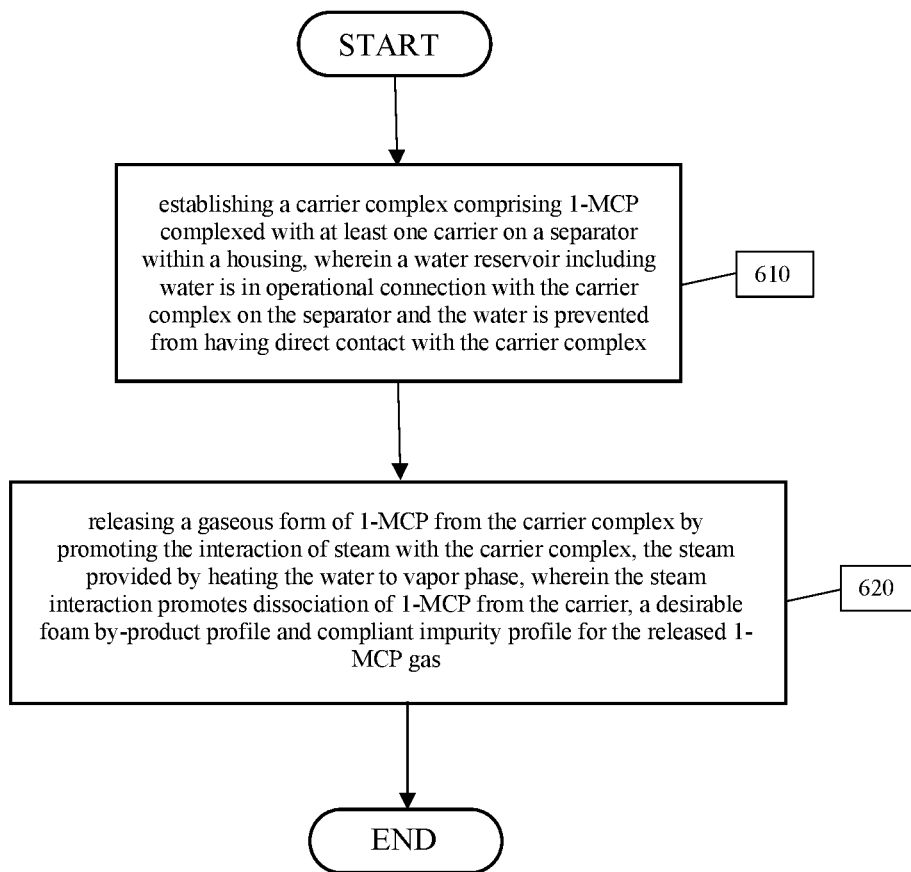 START
establishing a carrier complex comprising 1-MCP
complexed with at least one carrier on a separator
within a housing, wherein a water reservoir including
water is in operational connection with the carrier
complex on the separator and the water is prevented
from having direct contact with the carrier complex
610
releasing a gaseous form of 1-MCP from the carrier complex by
promoting the interaction of steam with the carrier complex, the steam
provided by heating the water to vapor phase, wherein the steam
interaction promotes dissociation of 1-MCP from the carrier, a desirable
foam by-product profile and compliant impurity profile for the released 1-
MCP gas
620
END